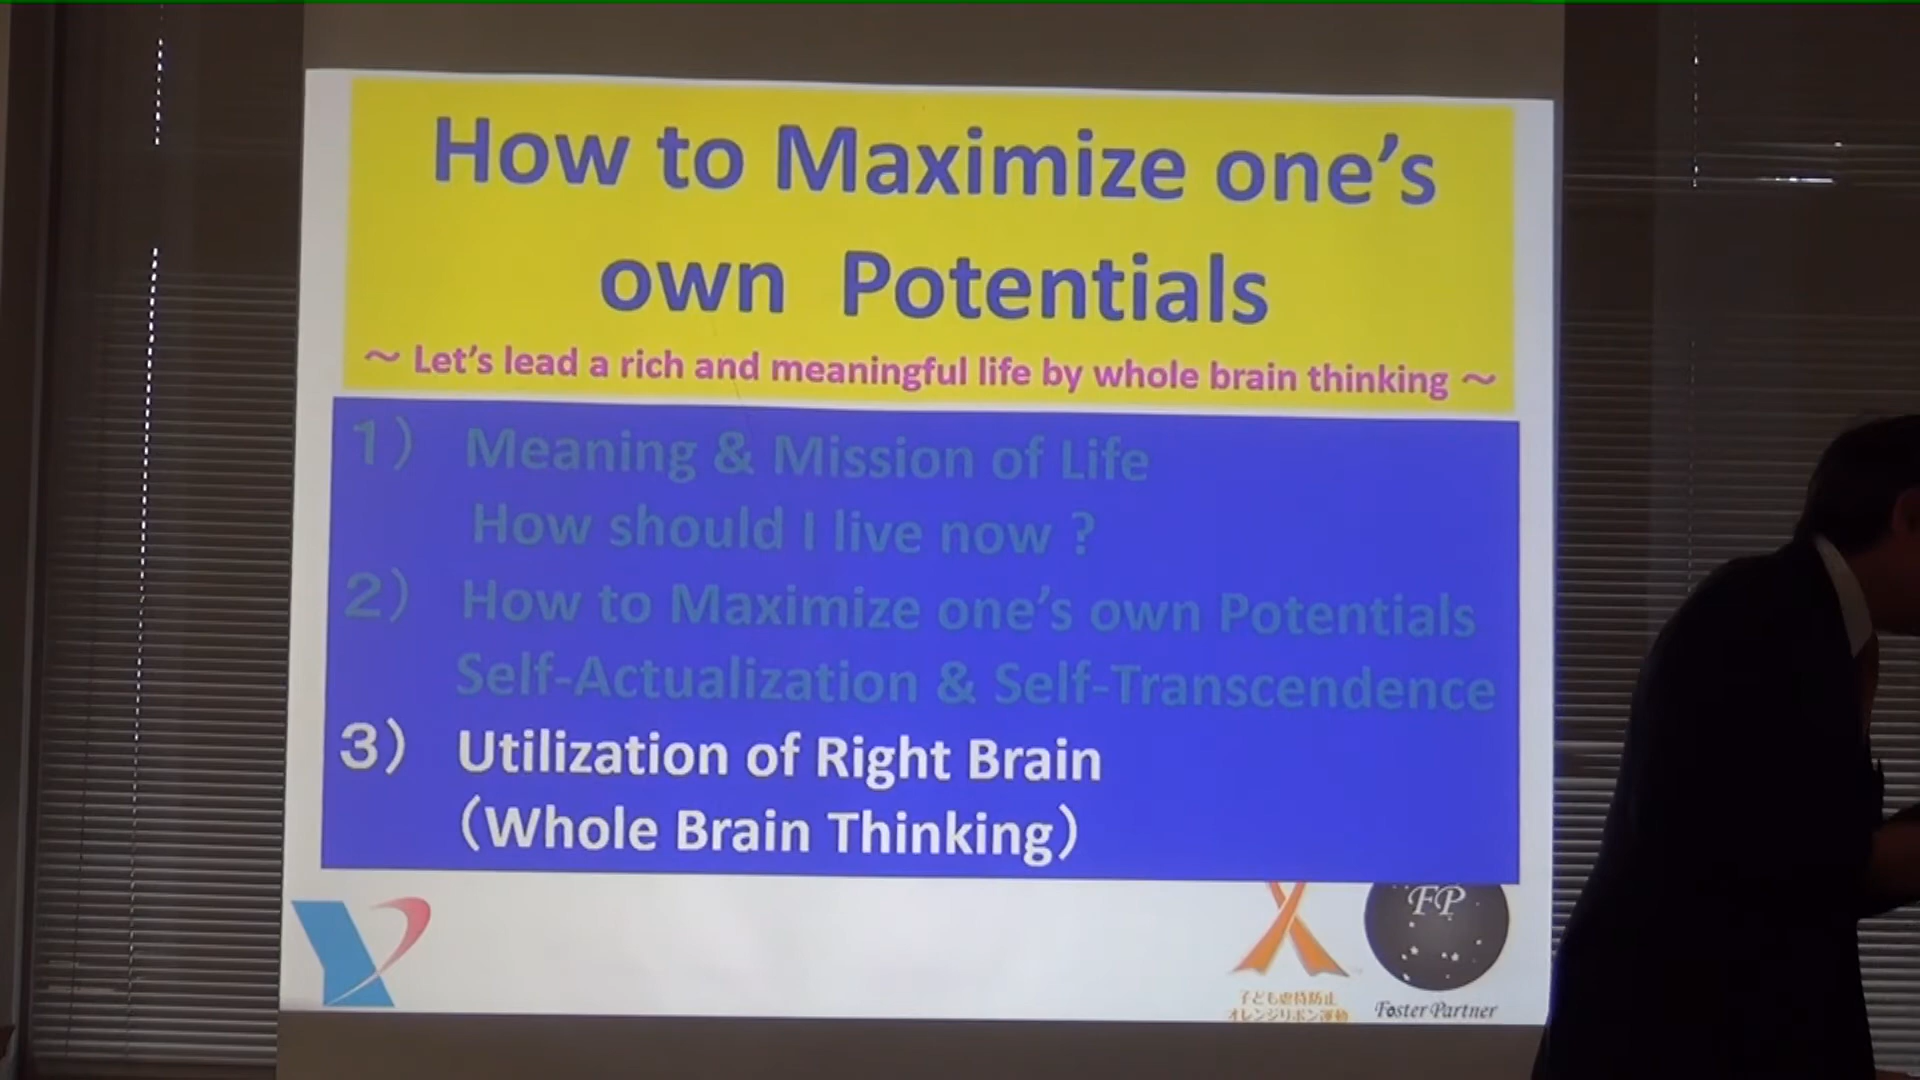 How to Maximize one's
own Potentials
～ Let's lead a rich and meaningful life by whole brain thinking ～
1） Meaning & Mission of Life
How should I live now ?
2） How to Maximize one's own Potentials
Self-Actualization & Self-Transcendence
3） Utilization of Right Brain
（Whole Brain Thinking）
FP
子ども虐待防止
オレンジリボン運動
Foster Partner